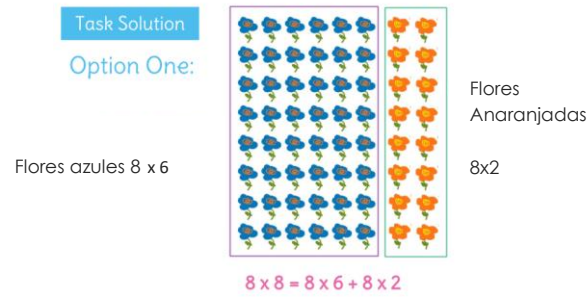 Task Solution
Option One:
Flores azules 8 x 6
Flores
Anaranjadas
8x2
8 x 8 = 8 x 6 + 8 x 2